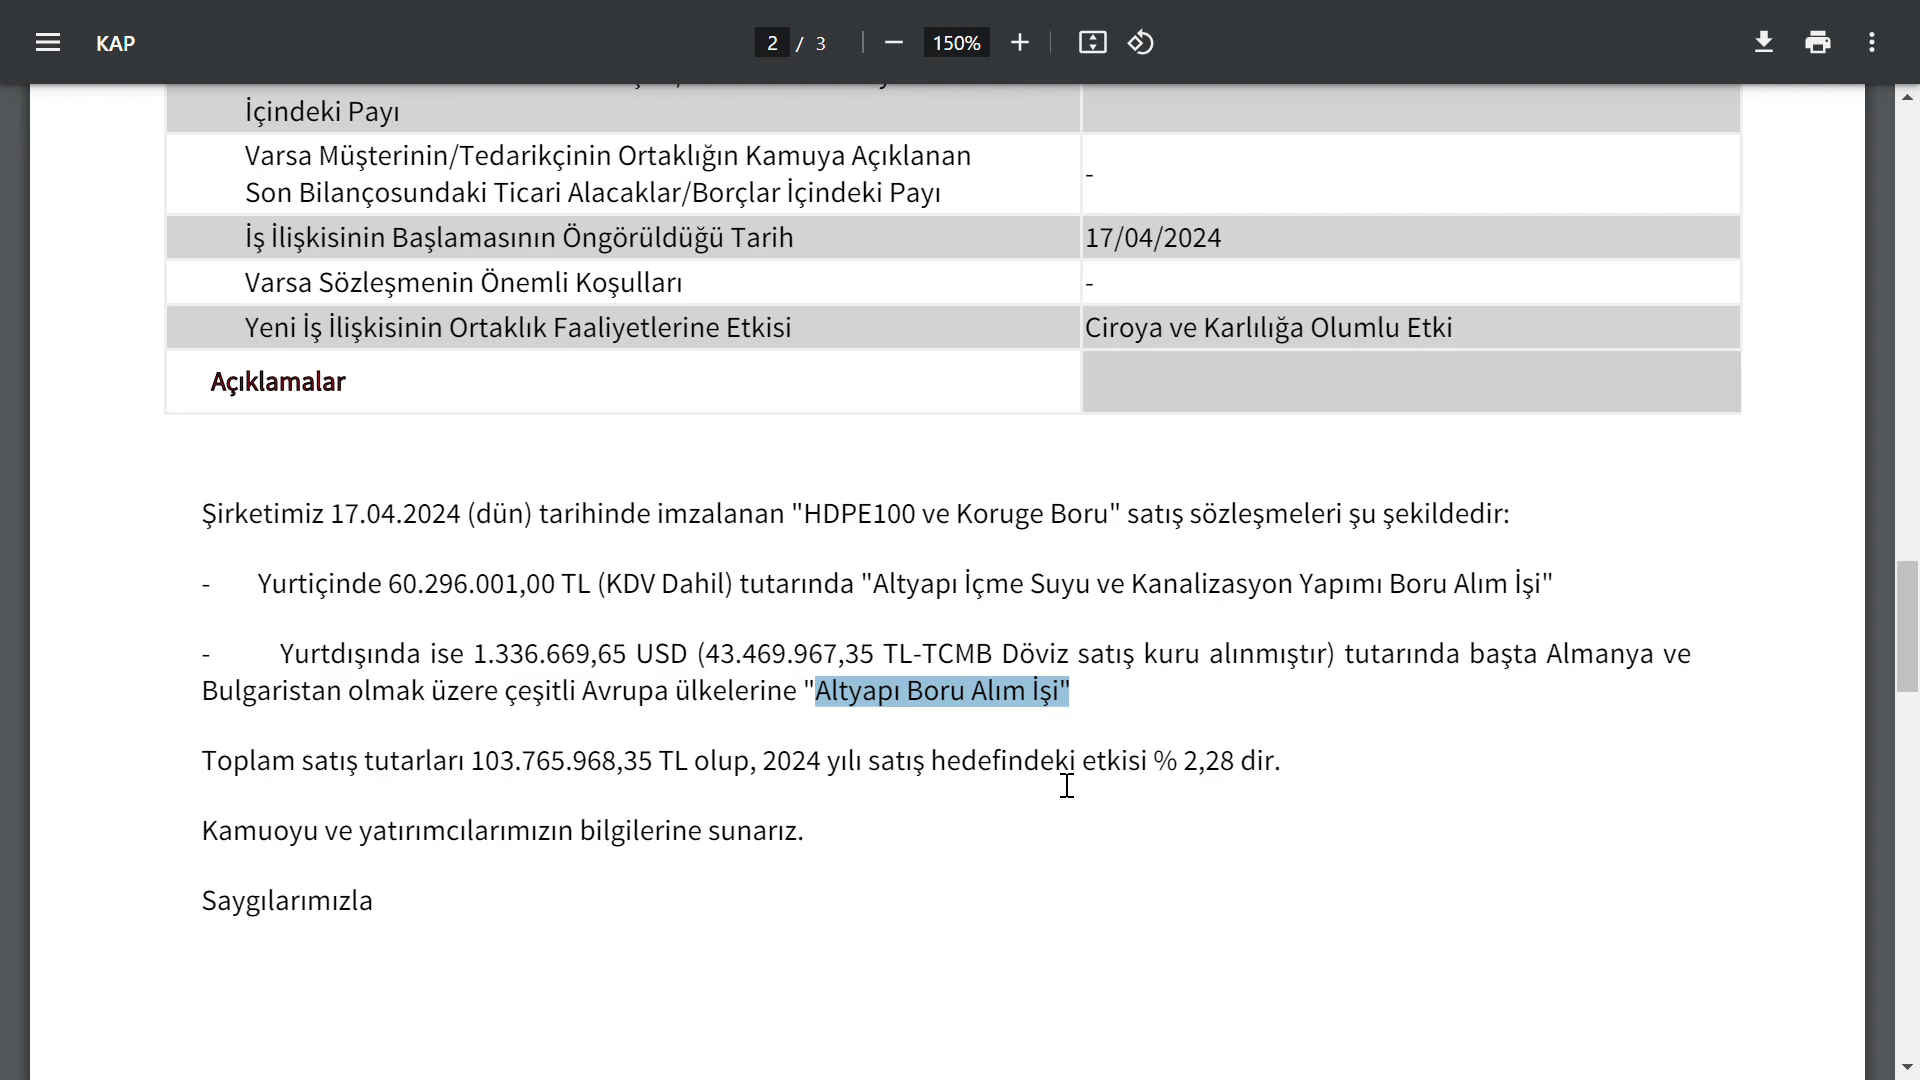 KAP
2 / 3
150%
İçindeki Payı
Varsa Müşterinin/Tedarikçinin Ortaklığın Kamuya Açıklanan
Son Bilançosundaki Ticari Alacaklar/Borçlar İçindeki Payı
-
İş İlişkisinin Başlamasının Öngörüldüğü Tarih
17/04/2024
Varsa Sözleşmenin Önemli Koşulları
-
Yeni İş İlişkisinin Ortaklık Faaliyetlerine Etkisi
Ciroya ve Karlılığa Olumlu Etki
Açıklamalar
Şirketimiz 17.04.2024 (dün) tarihinde imzalanan "HDPE100 ve Koruge Boru" satış sözleşmeleri şu şekildedir:
- Yurtiçinde 60.296.001,00 TL (KDV Dahil) tutarında "Altyapı İçme Suyu ve Kanalizasyon Yapımı Boru Alım İşi"
- Yurtdışında ise 1.336.669,65 USD (43.469.967,35 TL-TCMB Döviz satış kuru alınmıştır) tutarında başta Almanya ve
Bulgaristan olmak üzere çeşitli Avrupa ülkelerine "Altyapı Boru Alım İşi"
Toplam satış tutarları 103.765.968,35 TL olup, 2024 yılı satış hedefindeki etkisi % 2,28 dir.
Kamuoyu ve yatırımcılarımızın bilgilerine sunarız.
Saygılarımızla